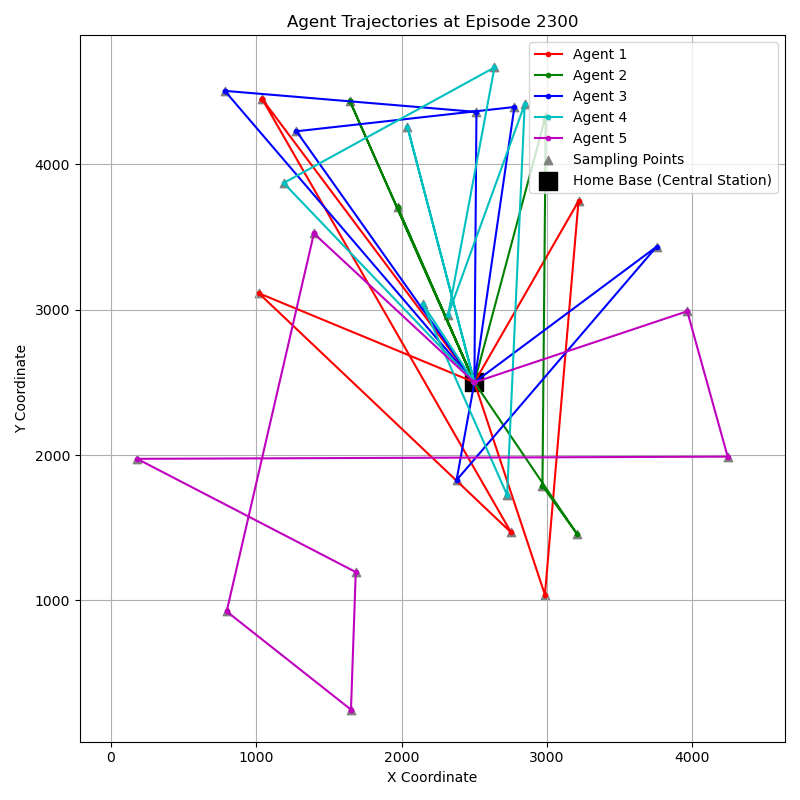 Agent Trajectories at Episode 2300
Agent 1
Agent 2
Agent 3
Agent 4
Agent 5
Sampling Points
Home Base (Central Station)
Y Coordinate
4000
3000
2000
1000
0
1000
2000
3000
4000
X Coordinate